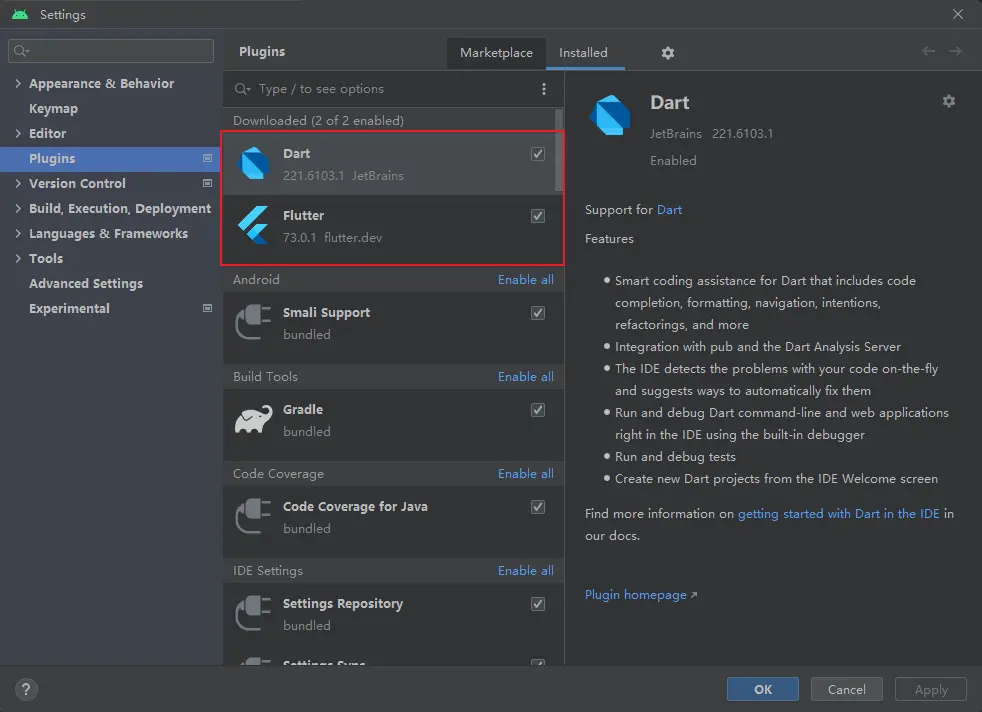 Settings
Appearance & Behavior
Keymap
Editor
Plugins
Version Control
Build, Execution, Deployment
Languages & Frameworks
Tools
Advanced Settings
Experimental
Plugins
Marketplace
Installed
Type / to see options
Downloaded (2 of 2 enabled)
Dart
221.6103.1 JetBrains
Flutter
73.0.1 flutter.dev
Android Enable all
Smali Support
bundled
Build Tools Enable all
Gradle
bundled
Code Coverage Enable all
Code Coverage for Java
bundled
IDE Settings Enable all
Settings Repository
bundled
Settings Sync
Dart
JetBrains 221.6103.1
Enabled
Support for Dart
Features
Smart coding assistance for Dart that includes code
completion, formatting, navigation, intentions,
refactorings, and more
Integration with pub and the Dart Analysis Server
The IDE detects the problems with your code on-the-fly
and suggests ways to automatically fix them
Run and debug Dart command-line and web applications
right in the IDE using the built-in debugger
Run and debug tests
Create new Dart projects from the IDE Welcome screen
Find more information on getting started with Dart in the IDE in
our docs.
Plugin homepage ↗
?
OK
Cancel
Apply